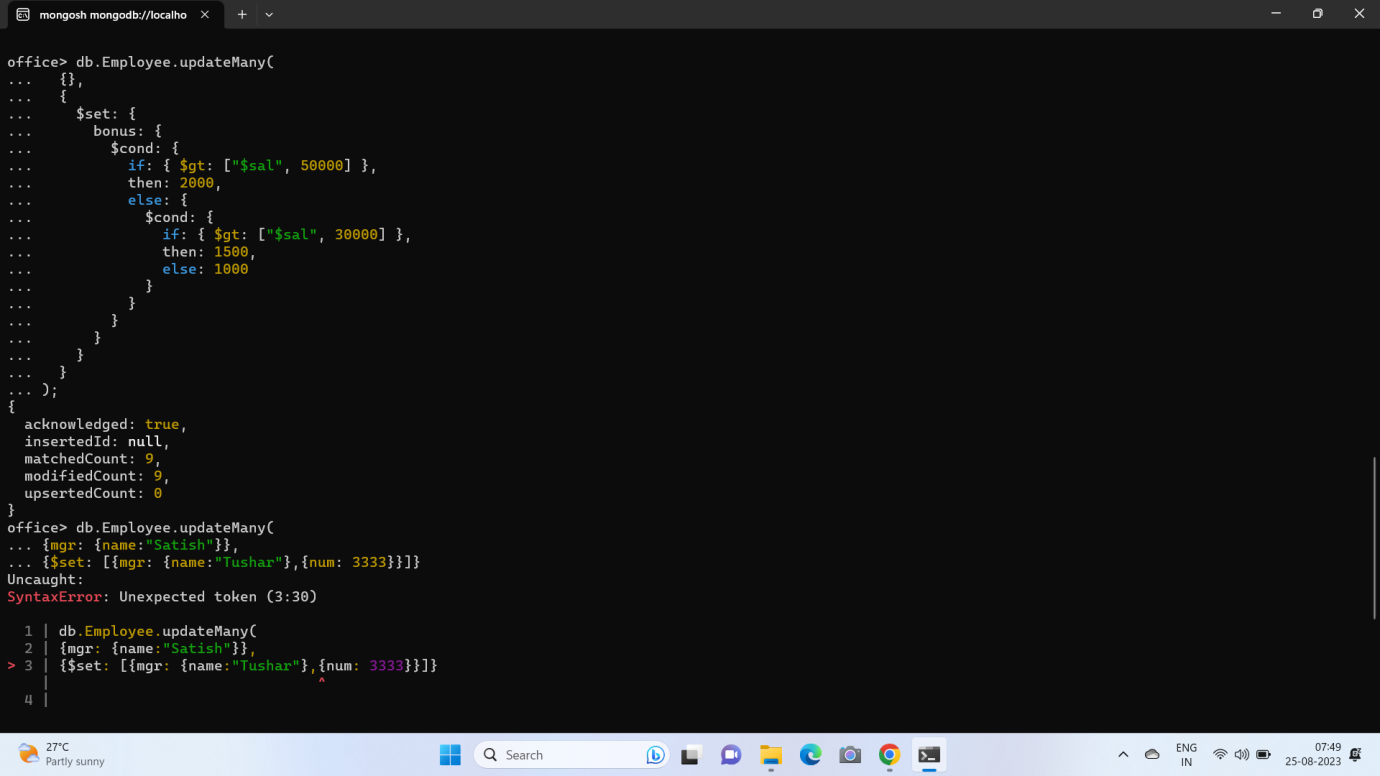 mongosh mongodb://localho
office> db.Employee.updateMany(
...   {},
...   {
...     $set: {
...       bonus: {
...         $cond: {
...           if: { $gt: ["$sal", 50000] },
...           then: 2000,
...           else: {
...             $cond: {
...               if: { $gt: ["$sal", 30000] },
...               then: 1500,
...               else: 1000
...             }
...           }
...         }
...       }
...     }
...   }
... );
{
  acknowledged: true,
  insertedId: null,
  matchedCount: 9,
  modifiedCount: 9,
  upsertedCount: 0
}
office> db.Employee.updateMany(
... {mgr: {name:"Satish"}},
... {$set: [{mgr: {name:"Tushar"},{num: 3333}}]}
Uncaught:
SyntaxError: Unexpected token (3:30)
  1 | db.Employee.updateMany(
  2 | {mgr: {name:"Satish"}},
> 3 | {$set: [{mgr: {name:"Tushar"},{num: 3333}}]}
    |                               ^
  4 |
27°C
Partly sunny
Search
ENG
IN
07:49
25-08-2023